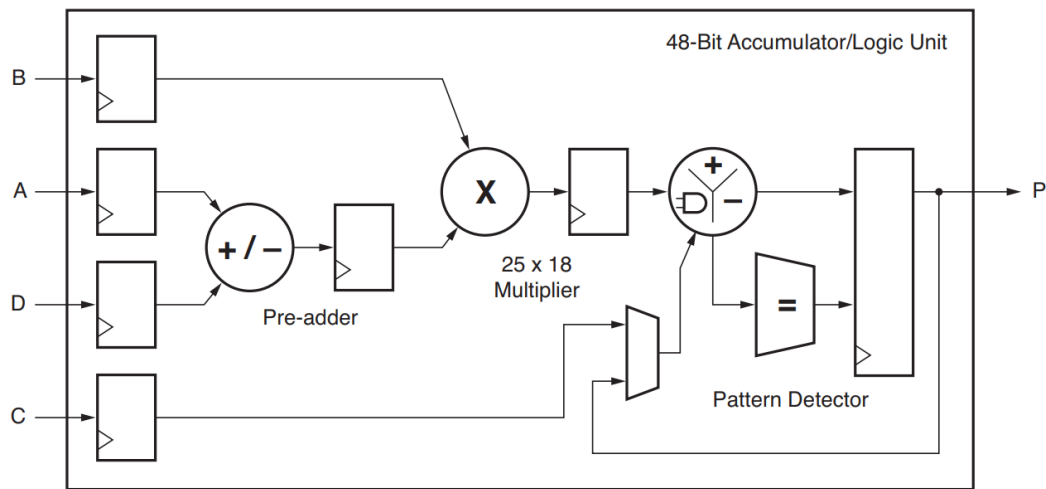 48-Bit Accumulator/Logic Unit
B
A
+
−
X
P
+ / −
25 x 18
Multiplier
D
=
Pre-adder
Pattern Detector
C